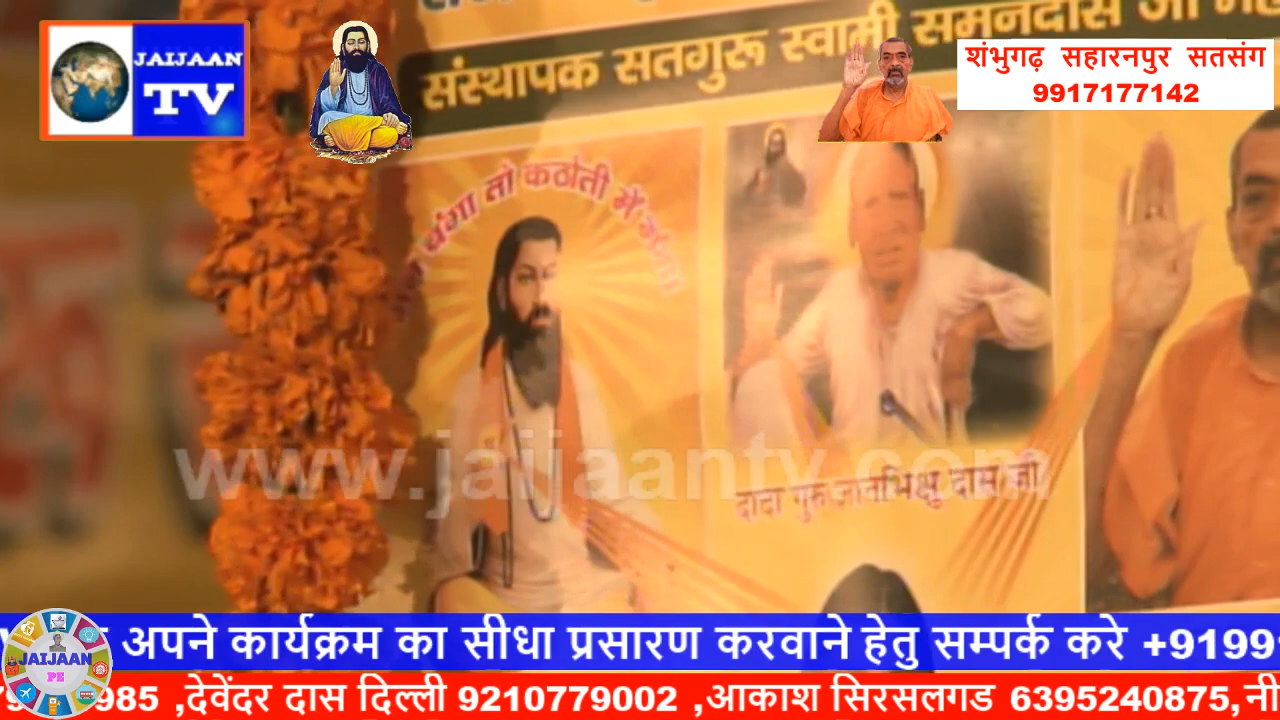 JAIJAAN
TV
संस्थापक सतगुरू स्वामी समनदास जी
शंभुगढ़ सहारनपुर सतसंग
9917177142
चंगा तो कठोती में गंगा
www.jaijaantv.com
दाता गुरु ज्ञानभिक्षु दास जी
अपने कार्यक्रम का सीधा प्रसारण करवाने हेतु सम्पर्क करे +9199
JAIJAAN
PE
985 ,देवेंदर दास दिल्ली 9210779002 ,आकाश सिरसलगड 6395240875,नी